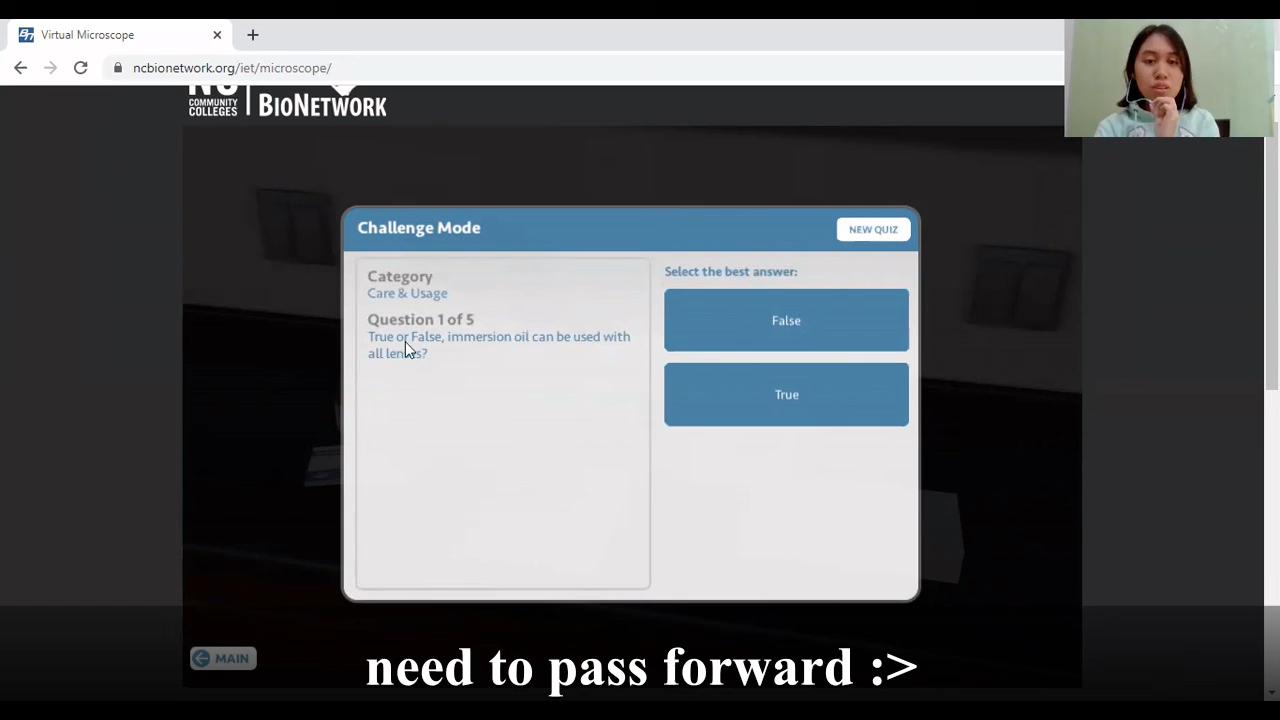 Virtual Microscope
ncbionetwork.org/iet/microscope/
COMMUNITY
COLLEGES
BIONETWORK
Challenge Mode
NEW QUIZ
Category
Care & Usage
Question 1 of 5
True or False, immersion oil can be used with
all lenses?
Select the best answer:
False
True
MAIN
need to pass forward :>